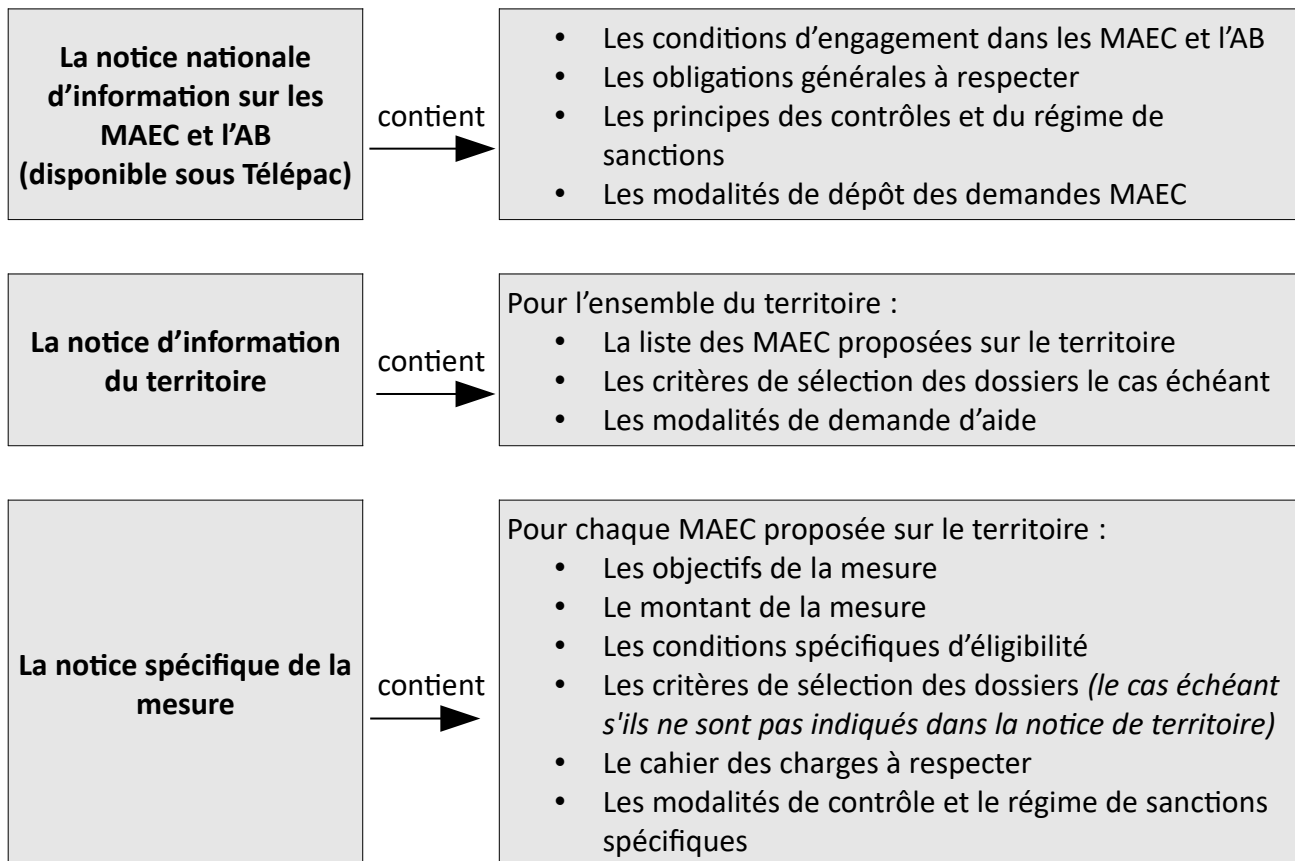 La notice nationale
d’information sur les
MAEC et l’AB
(disponible sous Télépac)
contient
• Les conditions d’engagement dans les MAEC et l’AB
• Les obligations générales à respecter
• Les principes des contrôles et du régime de
sanctions
• Les modalités de dépôt des demandes MAEC
La notice d’information
du territoire
contient
Pour l’ensemble du territoire :
• La liste des MAEC proposées sur le territoire
• Les critères de sélection des dossiers le cas échéant
• Les modalités de demande d’aide
La notice spécifique de la
mesure
contient
Pour chaque MAEC proposée sur le territoire :
• Les objectifs de la mesure
• Le montant de la mesure
• Les conditions spécifiques d’éligibilité
• Les critères de sélection des dossiers (le cas échéant
s'ils ne sont pas indiqués dans la notice de territoire)
• Le cahier des charges à respecter
• Les modalités de contrôle et le régime de sanctions
spécifiques